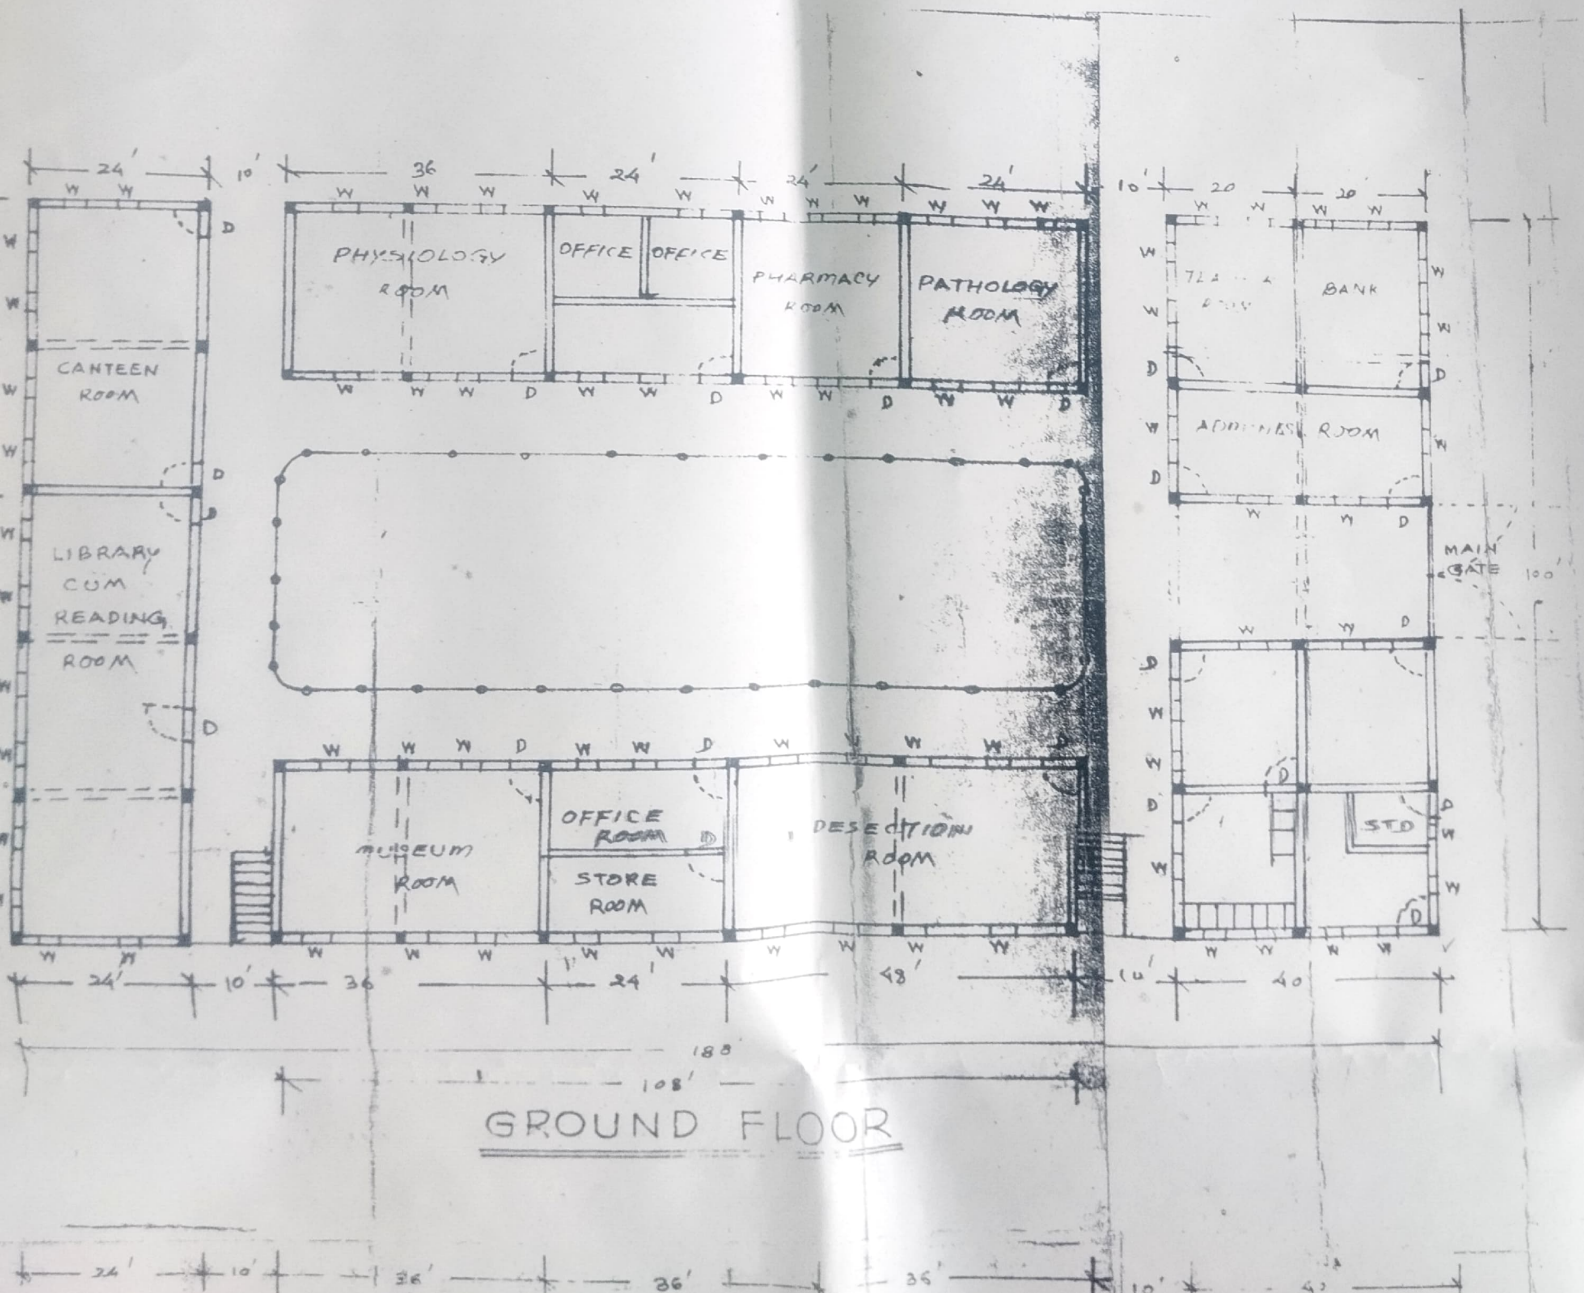 24' 10' 36 24' 24' 24' 10' 20 20'
W W W W W W W W W W W W W W W W W
D
PHYSIOLOGY
ROOM
OFFICE OFFICE
PHARMACY
ROOM
PATHOLOGY
ROOM
BANK
CANTEEN
ROOM
W W W D W W D W W D W W D
ROOM
D
LIBRARY
CUM
READING
ROOM
MAIN
GATE
100'
D
W W W D W W D W W W D
OFFICE
ROOM
D
STORE
ROOM
MUSEUM
ROOM
DESECTION
ROOM
STD
D
W W W W W W W W W W W W W W
24' 10' 36 24' 48' 10' 40
188'
108'
GROUND FLOOR
24' 10' 36' 36' 36' 10'